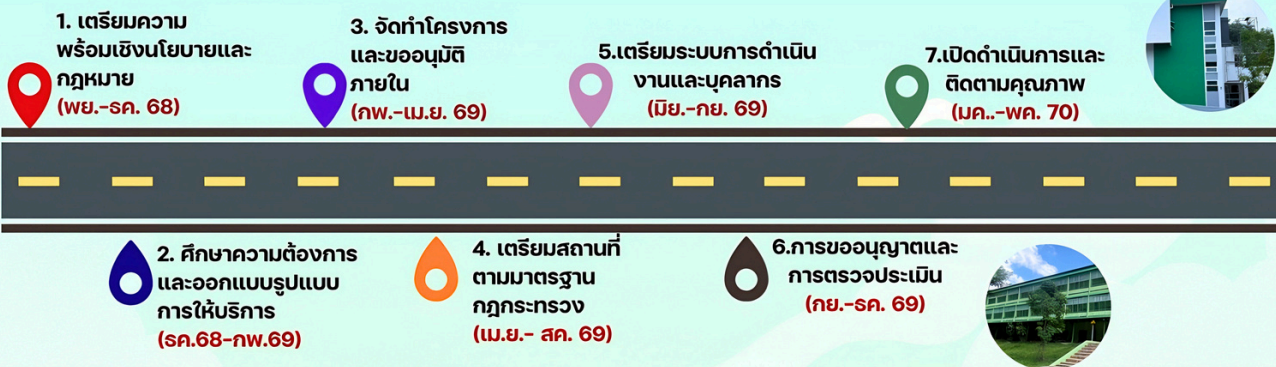 1. เตรียมความ
พร้อมเชิงนโยบายและ
กฎหมาย
(พย.-ธค. 68)
2. ศึกษาความต้องการ
และออกแบบรูปแบบ
การให้บริการ
(ธค.68-กพ.69)
3. จัดทำโครงการ
และขออนุมัติ
ภายใน
(กพ.-เม.ย. 69)
4. เตรียมสถานที่
ตามมาตรฐาน
กฎกระทรวง
(เม.ย.- สค. 69)
5.เตรียมระบบการดำเนิน
งานและบุคลากร
(มิย.-กย. 69)
6.การขออนุญาตและ
การตรวจประเมิน
(กย.-ธค. 69)
7.เปิดดำเนินการและ
ติดตามคุณภาพ
(มค..-พค. 70)